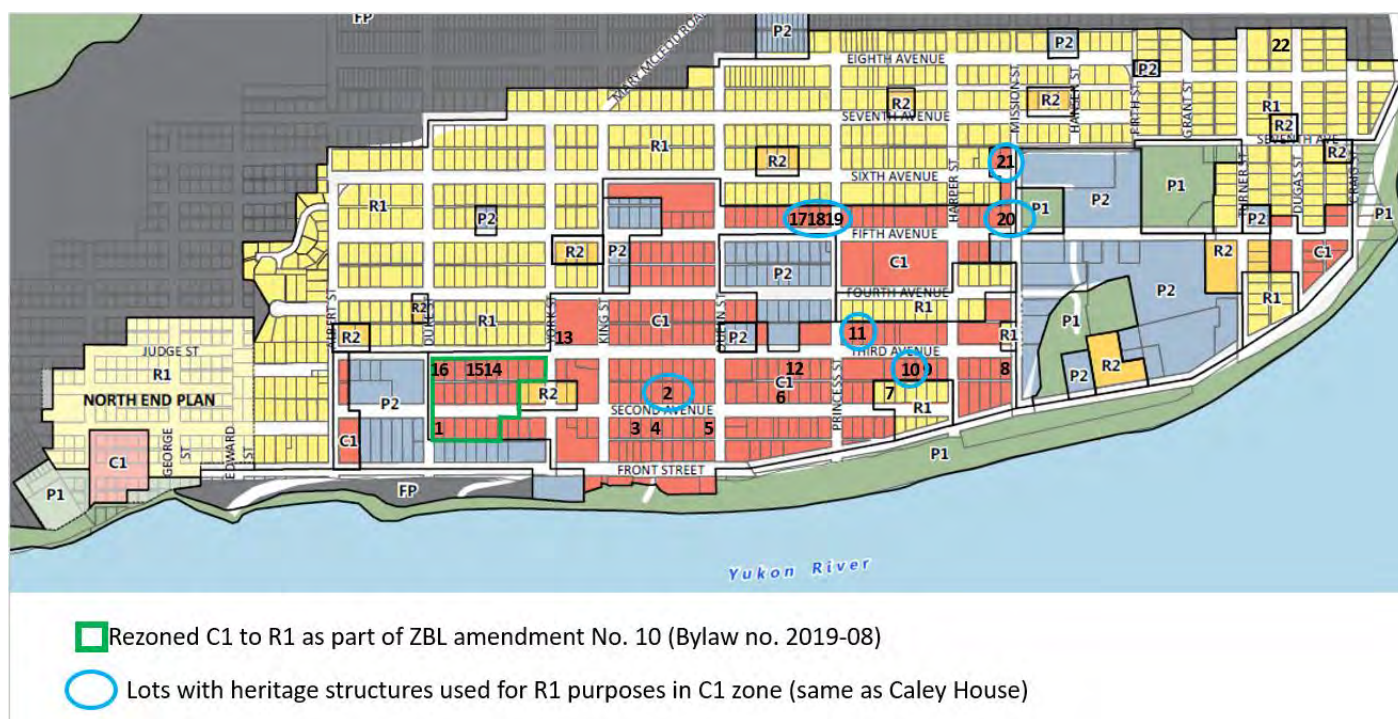 FP
MARY MCLEOD ROAD
P2
P2
22
EIGHTH AVENUE
P2
R2
R2
MISSION ST
HANSEN ST
FIRTH ST
GRANT ST
R1
SEVENTH AVENUE
R2
R1
SEVENTH AVE
R2
R2
21
HARPER ST
SIXTH AVENUE
P2
P1
TURNER ST
DUGAS ST
CRAIG ST
R1
P2
171819
20
P1
P2
P1
FIFTH AVENUE
R2
P2
P2
C1
R2
C1
P2
FOURTH AVENUE
R2
R1
ALBERT ST
DUKE ST
R1
YORK ST
KING ST
C1
QUEEN ST
R1
P1
R2
13
P2
11
R1
JUDGE ST
THIRD AVENUE
R1
16
1514
12
PRINCESS ST
10
9
8
P2
R2
NORTH END PLAN
P2
R2
2
C1
6
7
R1
SECOND AVENUE
C1
GEORGE ST
EDWARD ST
C1
1
3
4
5
P1
FRONT STREET
P1
FP
Yukon River
Rezoned C1 to R1 as part of ZBL amendment No. 10 (Bylaw no. 2019-08)
Lots with heritage structures used for R1 purposes in C1 zone (same as Caley House)